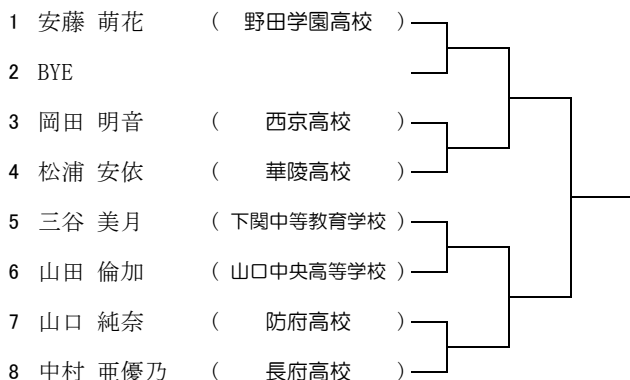 1 安藤 萌花 ( 野田学園高校 )
2 BYE
3 岡田 明音 ( 西京高校 )
4 松浦 安依 ( 華陵高校 )
5 三谷 美月 ( 下関中等教育学校 )
6 山田 倫加 ( 山口中央高等学校 )
7 山口 純奈 ( 防府高校 )
8 中村 亜優乃 ( 長府高校 )